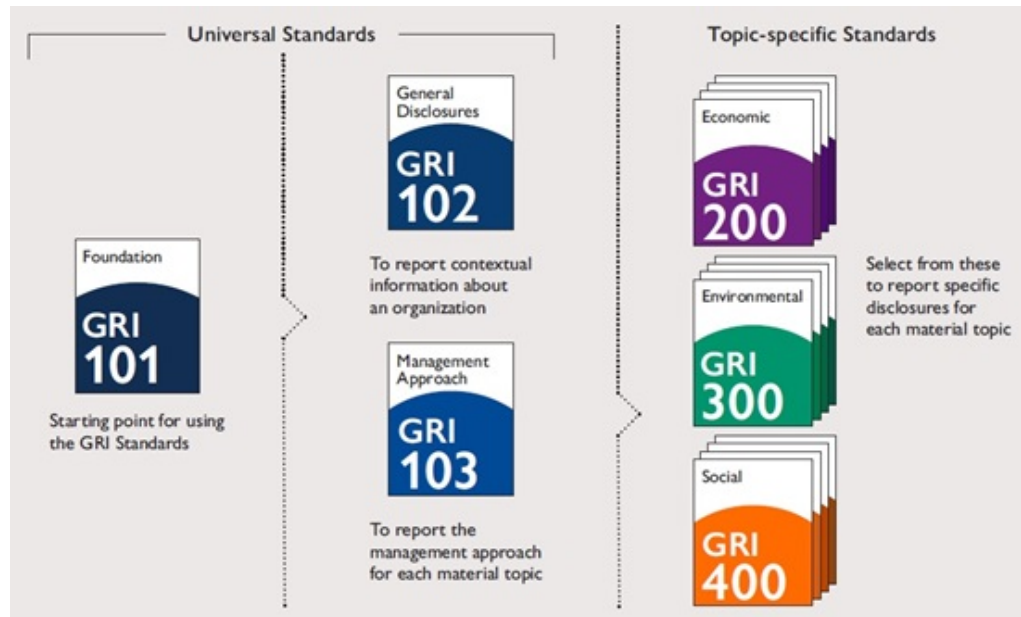 Universal Standards
Foundation
GRI
101
Starting point for using
the GRI Standards
General
Disclosures
GRI
102
To report contextual
information about
an organization
Management
Approach
GRI
103
To report the
management approach
for each material topic
Topic-specific Standards
Economic
GRI
200
Environmental
GRI
300
Social
GRI
400
Select from these
to report specific
disclosures for
each material topic